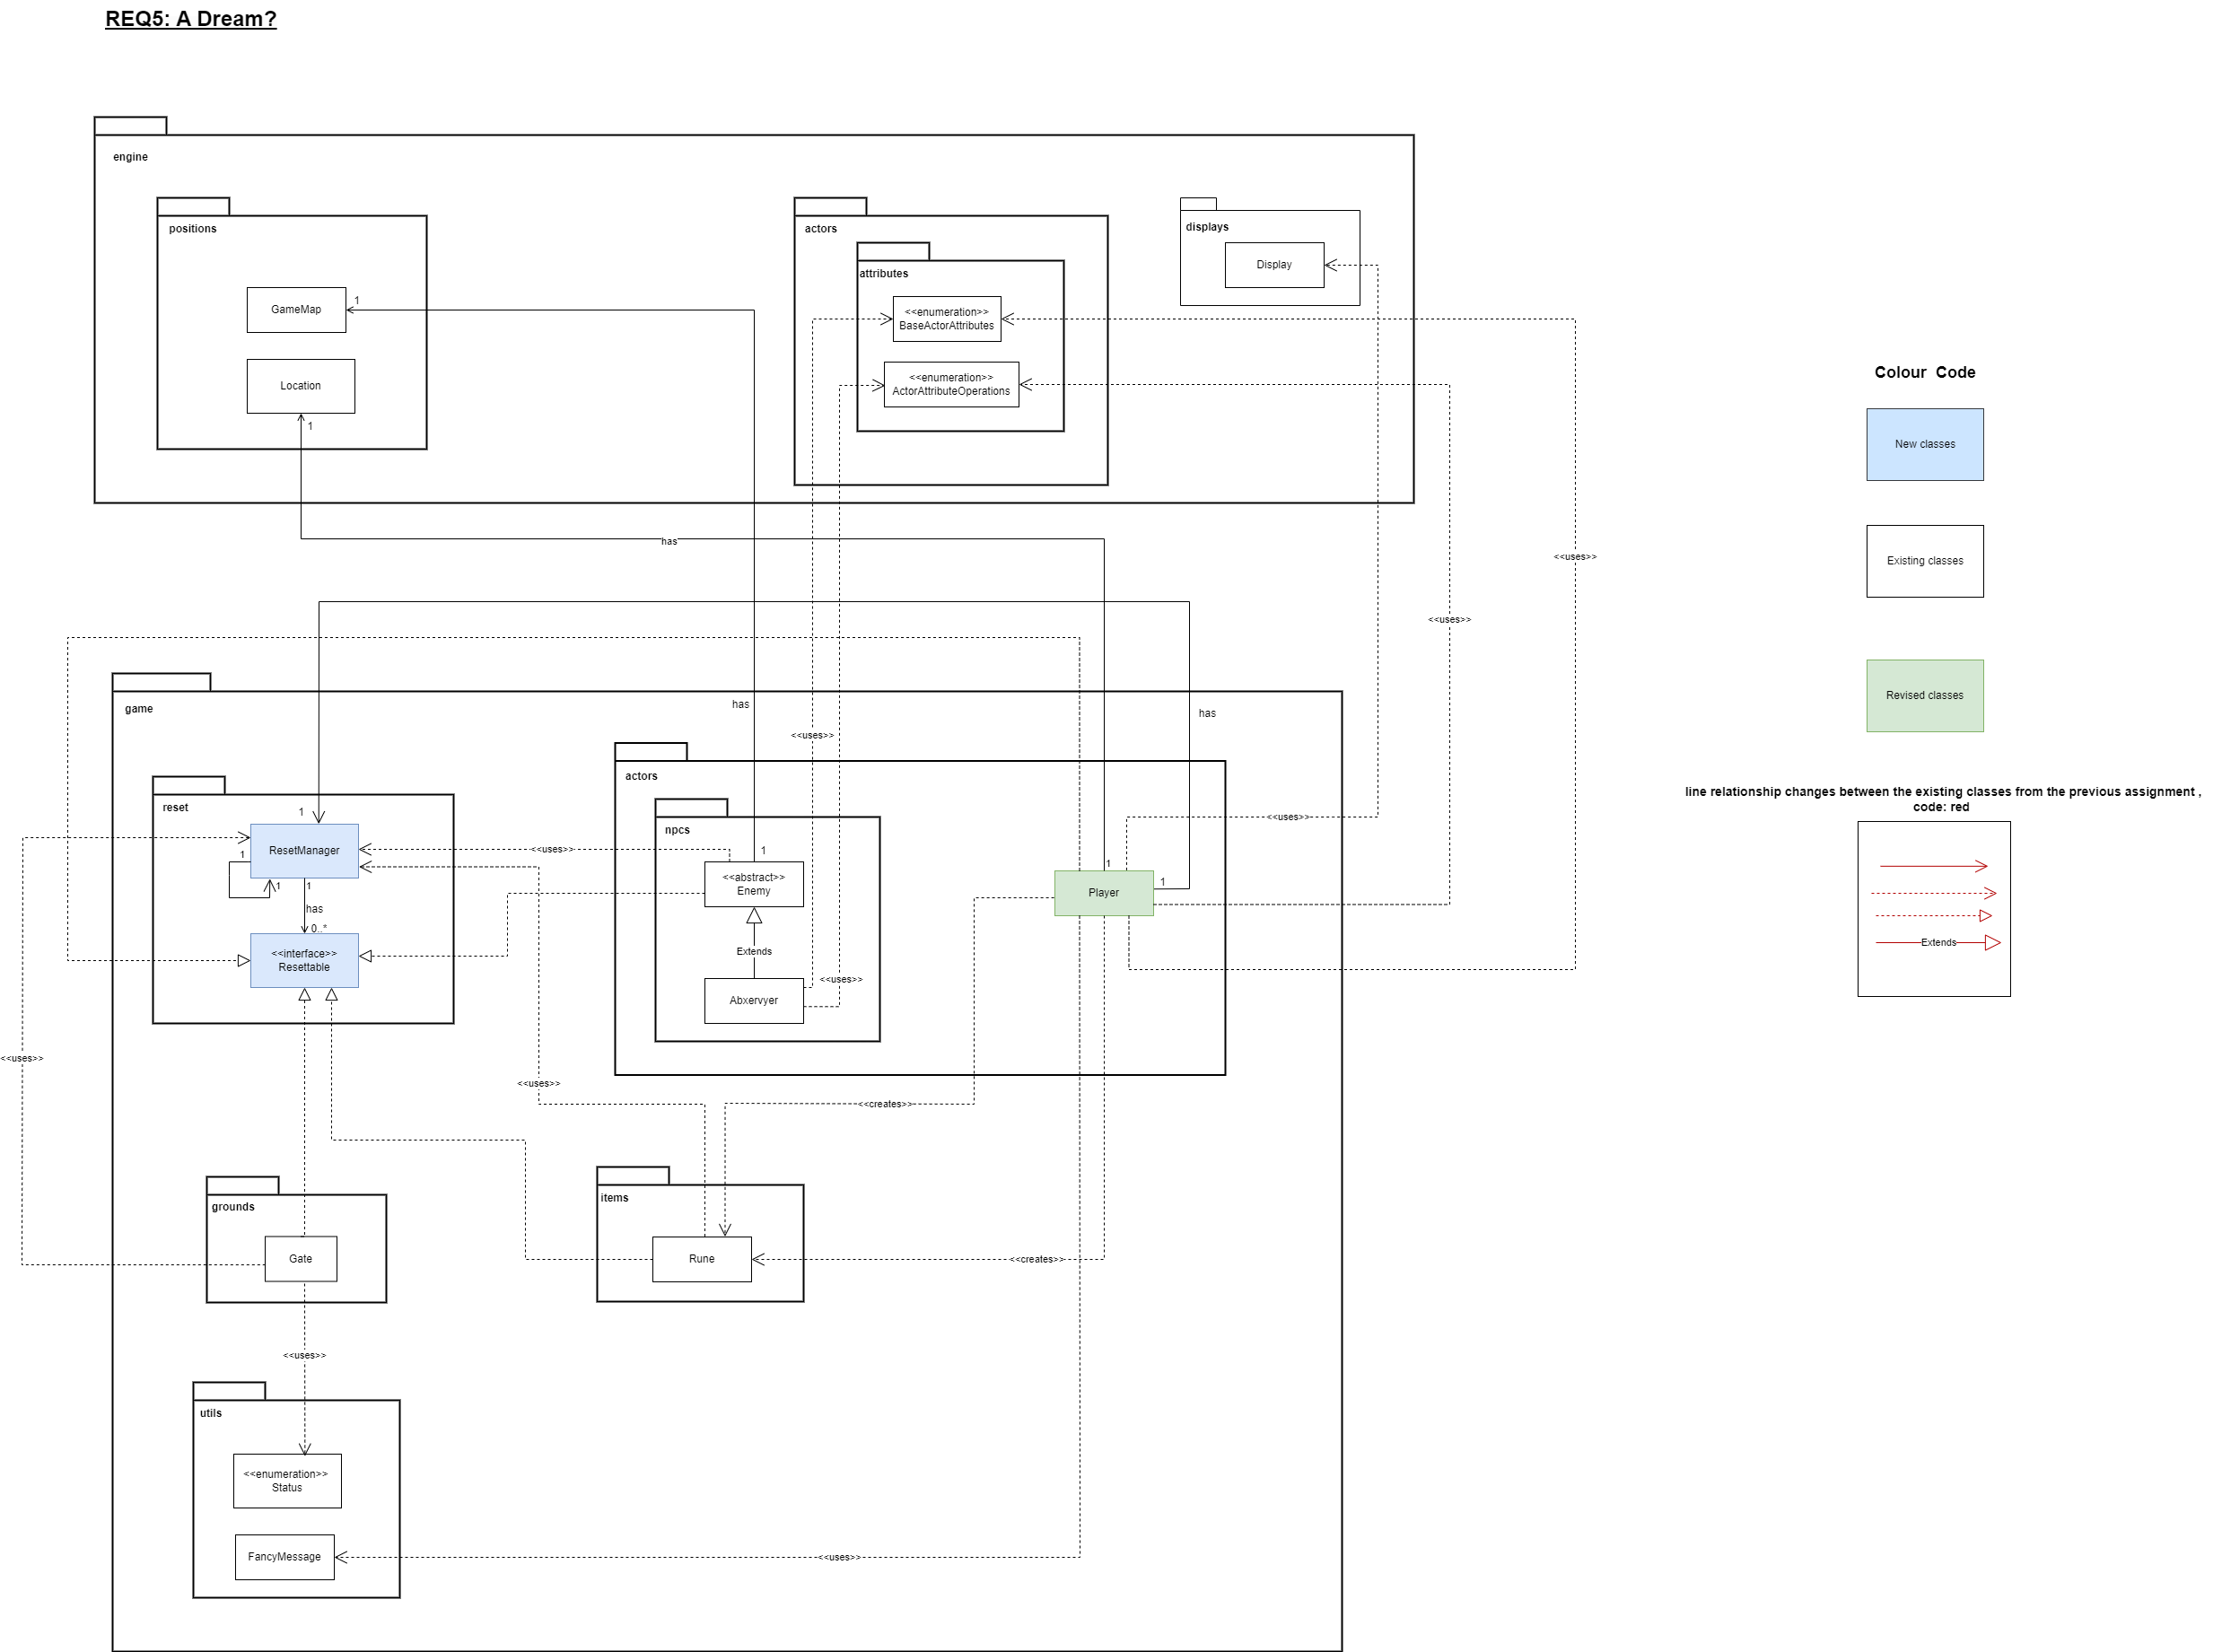 REQ5: A Dream?
engine
positions
actors
displays
attributes
Display
GameMap
1
<<enumeration>>
BaseActorAttributes
Location
<<enumeration>>
ActorAttributeOperations
1
Colour  Code
New classes
has
<<uses>>
Existing classes
<<uses>>
Revised classes
game
has
has
<<uses>>
actors
reset
npcs
1
<<uses>>
line relationship changes between the existing classes from the previous assignment ,
code: red
ResetManager
1
<<uses>>
1
1
1
has
0..*
<<abstract>>
Enemy
1
1
Player
<<interface>>
Resettable
Extends
Extends
<<uses>>
Abxervyer
<<uses>>
<<uses>>
<<creates>>
grounds
items
Gate
Rune
<<creates>>
<<uses>>
utils
<<enumeration>>
Status
FancyMessage
<<uses>>